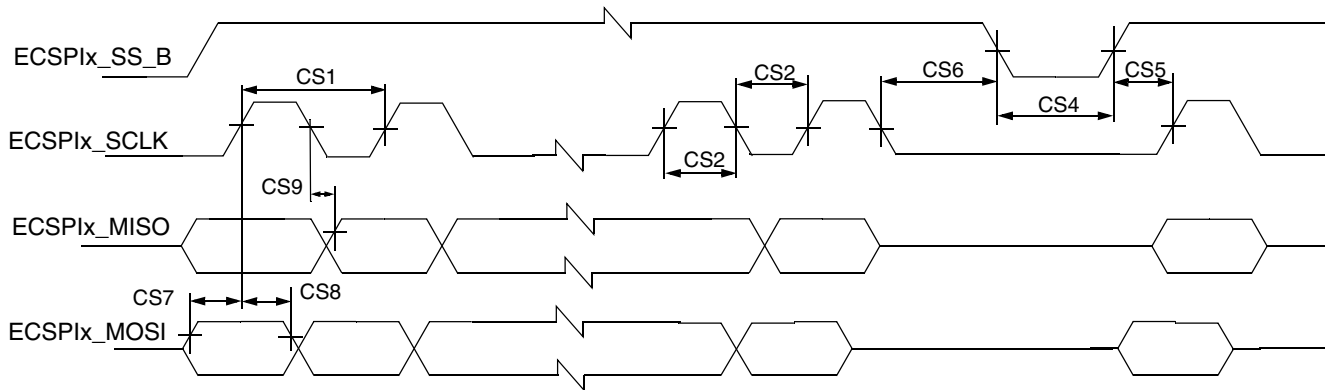 ECSPIx_SS_B
CS1
CS2
CS6
CS5
CS4
ECSPIx_SCLK
CS2
CS9
ECSPIx_MISO
CS7
CS8
ECSPIx_MOSI